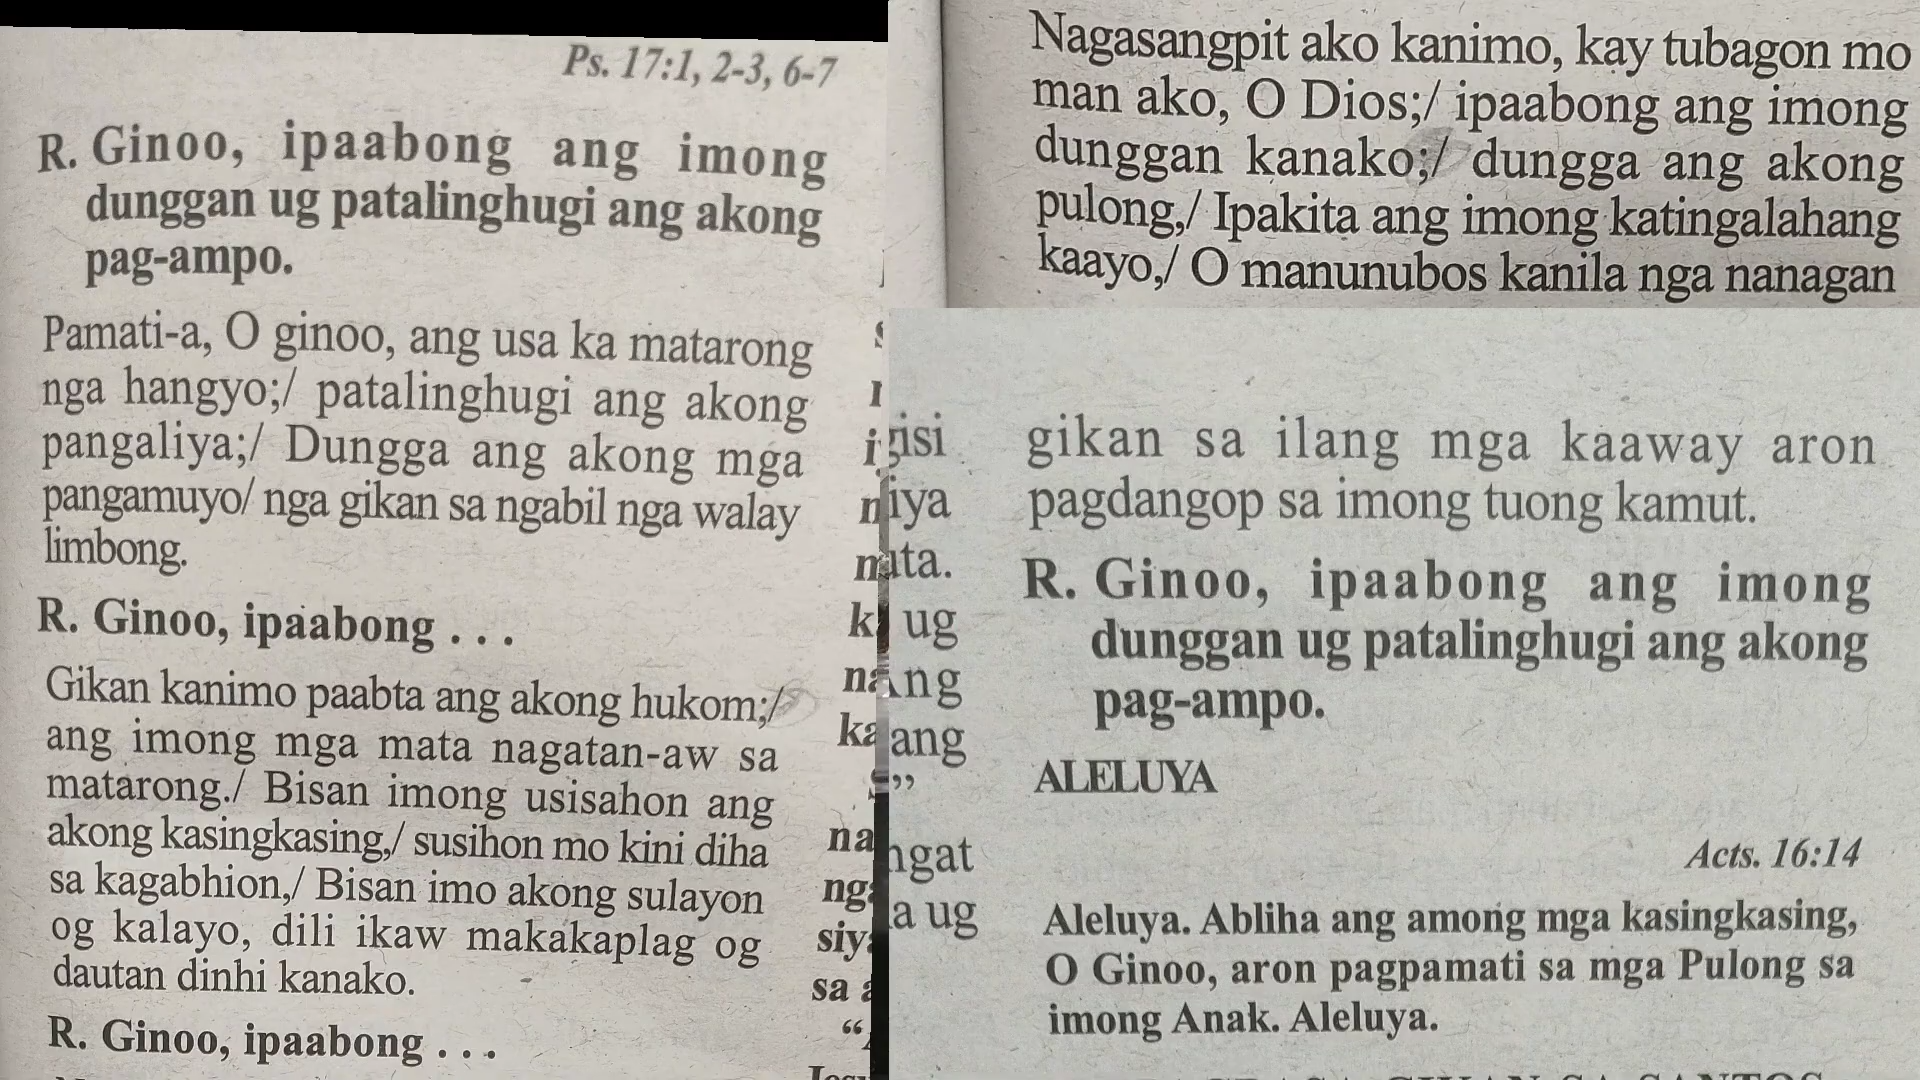 Ps. 17:1, 2-3, 6-7
R. Ginoo, ipaabong ang imong
dunggan ug patalinghugi ang akong
pag-ampo.
Pamati-a, O ginoo, ang usa ka matarong
nga hangyo;/ patalinghugi ang akong
pangaliya;/ Dungga ang akong mga
pangamuyo/ nga gikan sa ngabil nga walay
limbong.
R. Ginoo, ipaabong . . .
Gikan kanimo paabta ang akong hukom;/
ang imong mga mata nagatan-aw sa
matarong./ Bisan imong usisahon ang
akong kasingkasing,/ susihon mo kini diha
sa kagabhion,/ Bisan imo akong sulayon
og kalayo, dili ikaw makakaplag og
dautan dinhi kanako.
R. Ginoo, ipaabong . . .
Nagasangpit ako kanimo, kay tubagon mo
man ako, O Dios;/ ipaabong ang imong
dunggan kanako;/ dungga ang akong
pulong,/ Ipakita ang imong katingalahang
kaayo,/ O manunubos kanila nga nanagan
gikan sa ilang mga kaaway aron
pagdangop sa imong tuong kamut.
R. Ginoo, ipaabong ang imong
dunggan ug patalinghugi ang akong
pag-ampo.
ALELUYA
Acts. 16:14
Aleluya. Abliha ang among mga kasingkasing,
O Ginoo, aron pagpamati sa mga Pulong sa
imong Anak. Aleluya.